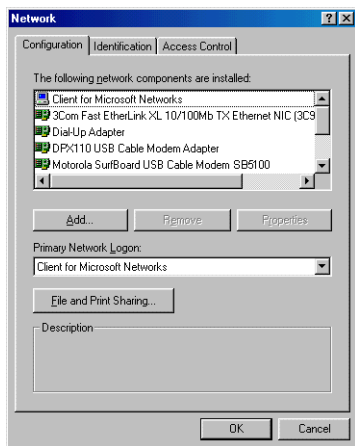 Network
Configuration Identification Access Control
The following network components are installed:
Client for Microsoft Networks
3Com Fast EtherLink XL 10/100Mb TX Ethernet NIC (3C9
Dial-Up Adapter
DPX110 USB Cable Modem Adapter
Motorola SurfBoard USB Cable Modem SB5100
Add... Remove Properties
Primary Network Logon:
Client for Microsoft Networks
File and Print Sharing...
Description
OK Cancel